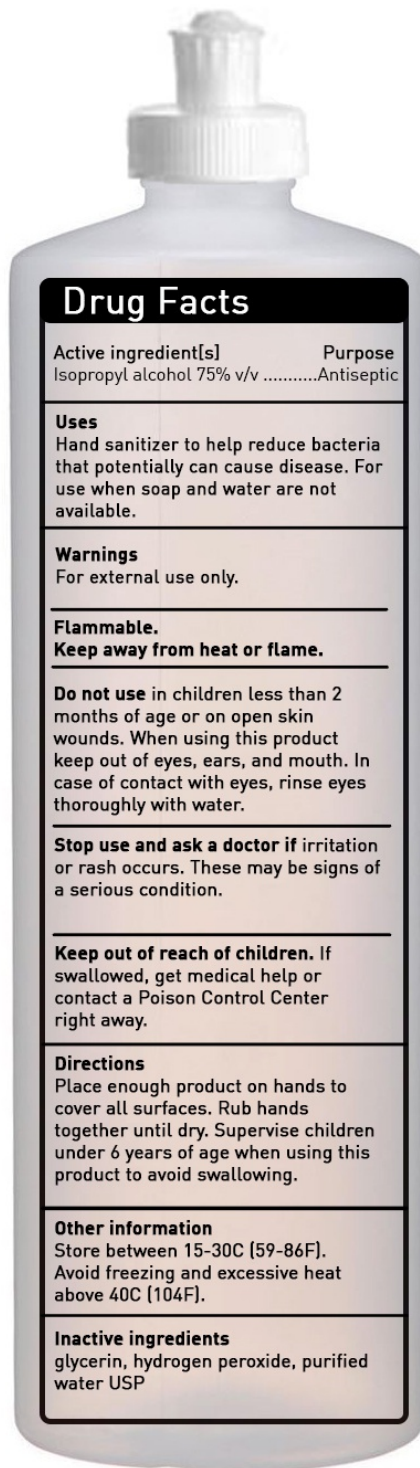 Drug Facts
Active ingredient[s] Purpose
Isopropyl alcohol 75% v/v ...........Antiseptic
Uses
Hand sanitizer to help reduce bacteria
that potentially can cause disease. For
use when soap and water are not
available.
Warnings
For external use only.
Flammable.
Keep away from heat or flame.
Do not use in children less than 2
months of age or on open skin
wounds. When using this product
keep out of eyes, ears, and mouth. In
case of contact with eyes, rinse eyes
thoroughly with water.
Stop use and ask a doctor if irritation
or rash occurs. These may be signs of
a serious condition.
Keep out of reach of children. If
swallowed, get medical help or
contact a Poison Control Center
right away.
Directions
Place enough product on hands to
cover all surfaces. Rub hands
together until dry. Supervise children
under 6 years of age when using this
product to avoid swallowing.
Other information
Store between 15-30C (59-86F).
Avoid freezing and excessive heat
above 40C (104F).
Inactive ingredients
glycerin, hydrogen peroxide, purified
water USP